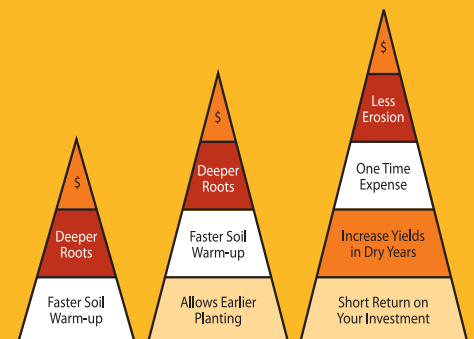 $
Deeper
Roots
Faster Soil
Warm-up
$
Deeper
Roots
Faster Soil
Warm-up
Allows Earlier
Planting
$
Less
Erosion
One Time
Expense
Increase Yields
in Dry Years
Short Return on
Your Investment